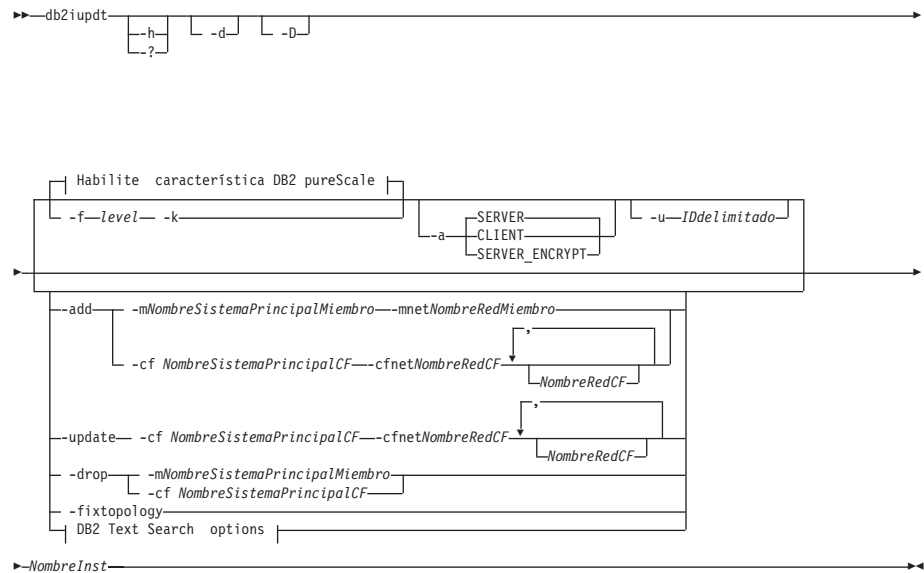 db2iupdt
-h
-?
-d
-D
Habilite característica DB2 pureScale
-f level -k
-a
SERVER
CLIENT
SERVER_ENCRYPT
-u IDdelimitado
-add
-mNombreSistemaPrincipalMiembro -mnetNombreRedMiembro
-cf NombreSistemaPrincipalCF -cfnetNombreRedCF
,
NombreRedCF
-update -cf NombreSistemaPrincipalCF -cfnetNombreRedCF
,
NombreRedCF
-drop -mNombreSistemaPrincipalMiembro
-cf NombreSistemaPrincipalCF
-fixtopology
DB2 Text Search options
NombreInst